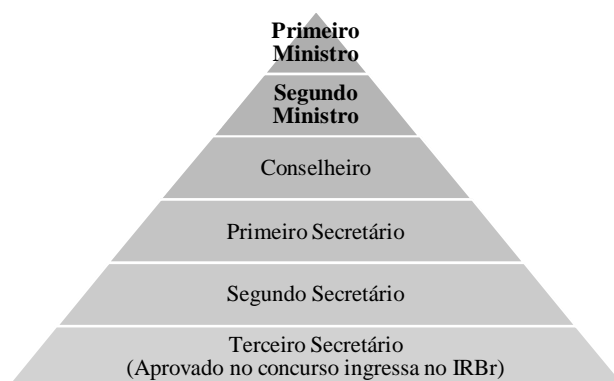 Primeiro
Ministro
Segundo
Ministro
Conselheiro
Primeiro Secretário
Segundo Secretário
Terceiro Secretário
(Aprovado no concurso ingressa no IRBr)